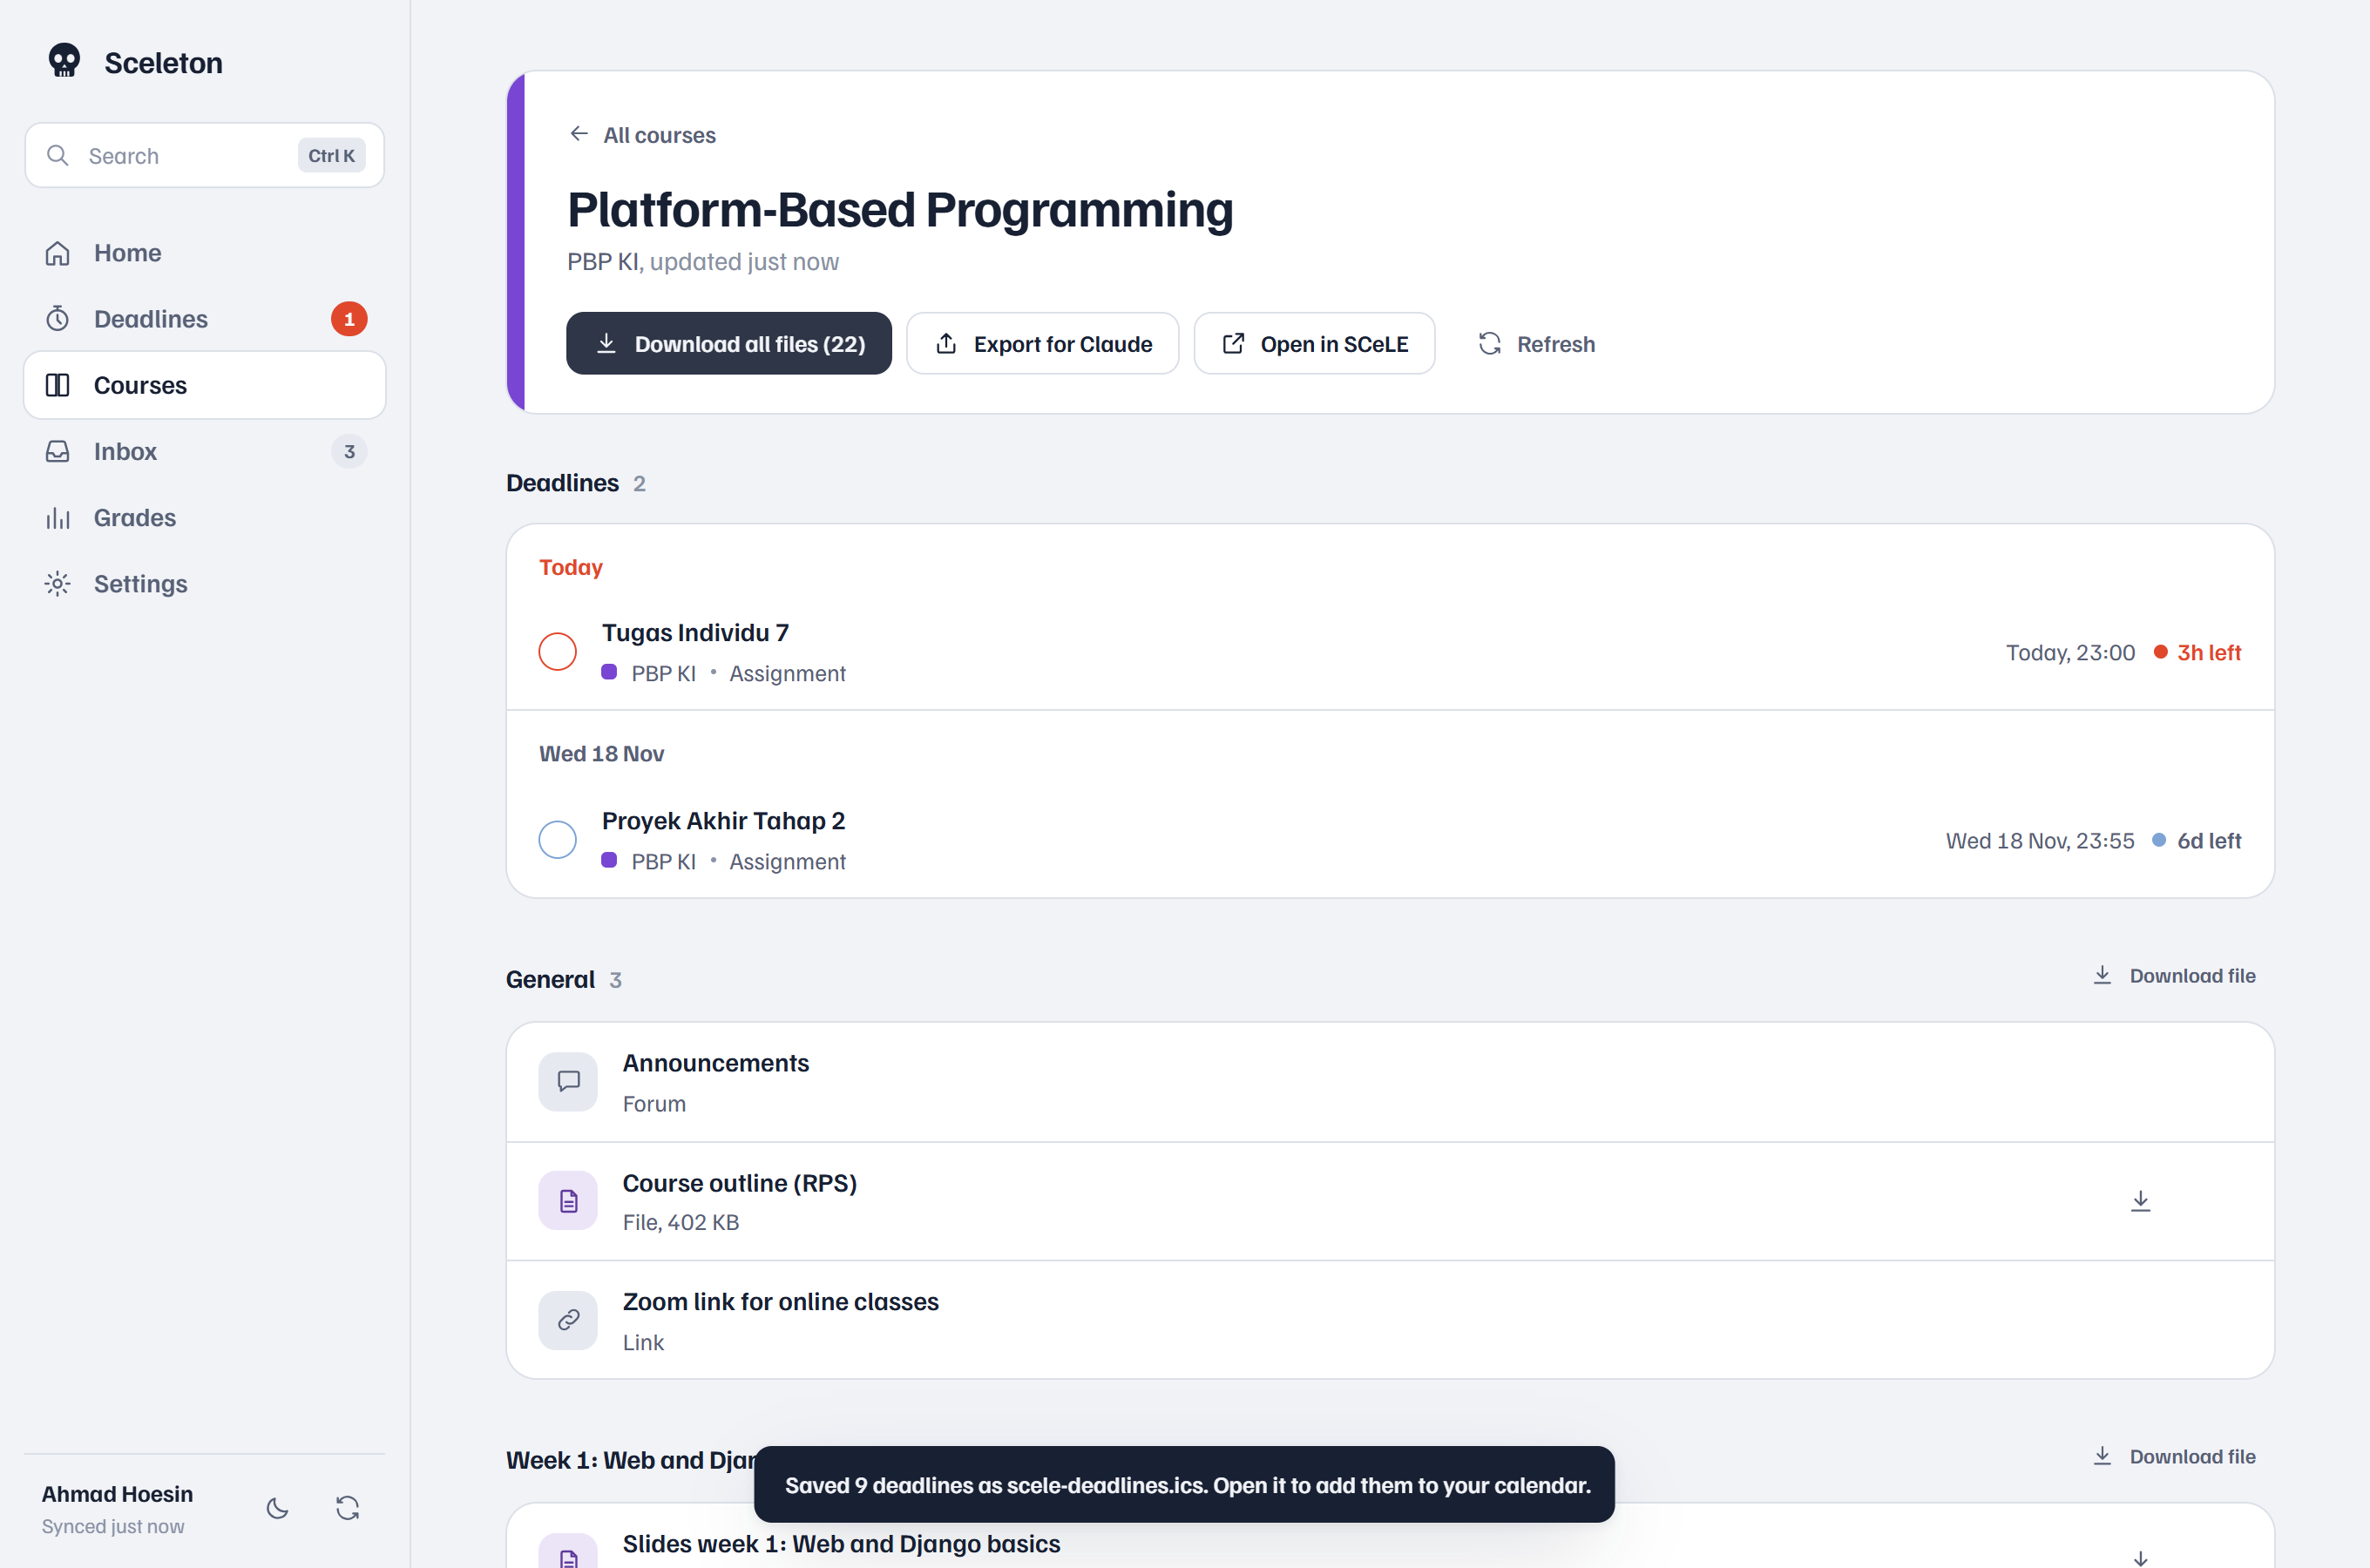 Sceleton
Search
Ctrl K
Home
Deadlines
1
Courses
Inbox
3
Grades
Settings
Ahmad Hoesin
Synced just now
All courses
Platform-Based Programming
PBP KI, updated just now
Download all files (22)
Export for Claude
Open in SCeLE
Refresh
Deadlines 2
Today
Tugas Individu 7
PBP KI • Assignment
Today, 23:00
3h left
Wed 18 Nov
Proyek Akhir Tahap 2
PBP KI • Assignment
Wed 18 Nov, 23:55
6d left
General 3
Download file
Announcements
Forum
Course outline (RPS)
File, 402 KB
Zoom link for online classes
Link
Week 1: Web and
Download file
Saved 9 deadlines as scele-deadlines.ics. Open it to add them to your calendar.
Slides week 1: Web and Django basics